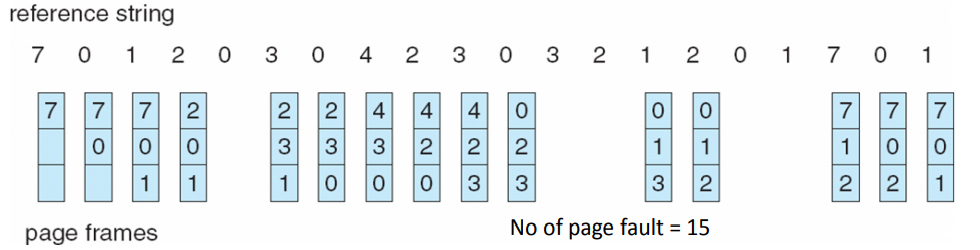 reference string
7 0 1 2 0 3 0 4 2 3 0 3 2 1 2 0 1 7 0 1
7 7 7 2 2 2 4 4 4 0 0 0 7 7 7
0 0 0 3 3 3 2 2 2 1 1 1 0 0
1 1 1 0 0 0 3 3 3 2 2 2 1
page frames No of page fault = 15